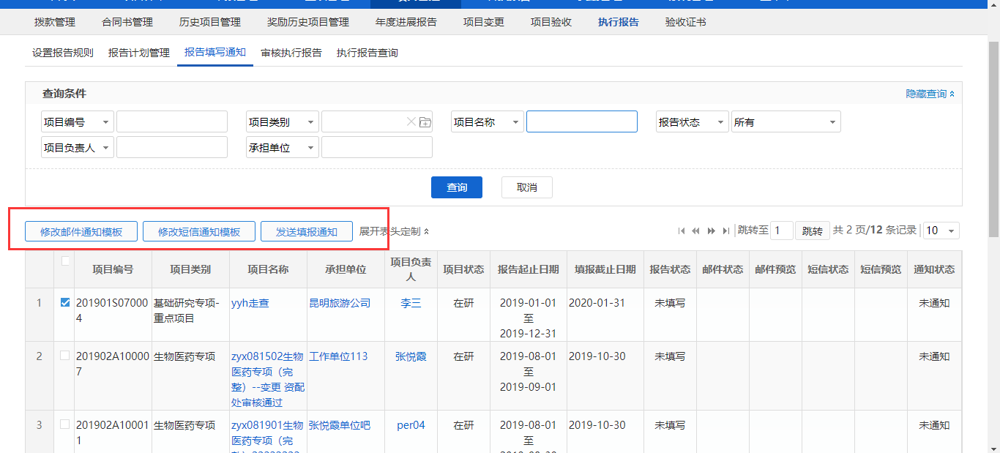 拨款管理 合同书管理 历史项目管理 奖励历史项目管理 年度进展报告 项目变更 项目验收 执行报告 验收证书
设置报告规则 报告计划管理 报告填写通知 审核执行报告 执行报告查询
查询条件 隐藏查询
项目编号 项目类别 项目名称 报告状态 所有
项目负责人 承担单位
查询 取消
修改邮件通知模板 修改短信通知模板 发送填报通知 展开表头定制 跳转至 1 跳转 共 2 页/12 条记录 10
项目编号 项目类别 项目名称 承担单位 项目负责 项目状态 报告起止日期 填报截止日期 报告状态 邮件状态 邮件预览 短信状态 短信预览 通知状态
人
1 201901S07000 基础研究专项- yyh走查 昆明旅游公司 李三 在研 2019-01-01 2020-01-31 未填写 未通知
4 重点项目 至
2019-12-31
2 201902A10000 生物医药专项 zyx081502生物 工作单位113 张悦霞 在研 2019-08-01 2019-10-30 未填写 未通知
7 医药专项（完 至
整）--变更 资配 2019-09-01
处审核通过
3 201902A10001 生物医药专项 zyx081901生物 张悦霞单位吧 per04 在研 2019-08-01 2019-10-30 未填写 未通知
1 医药专项（完 至